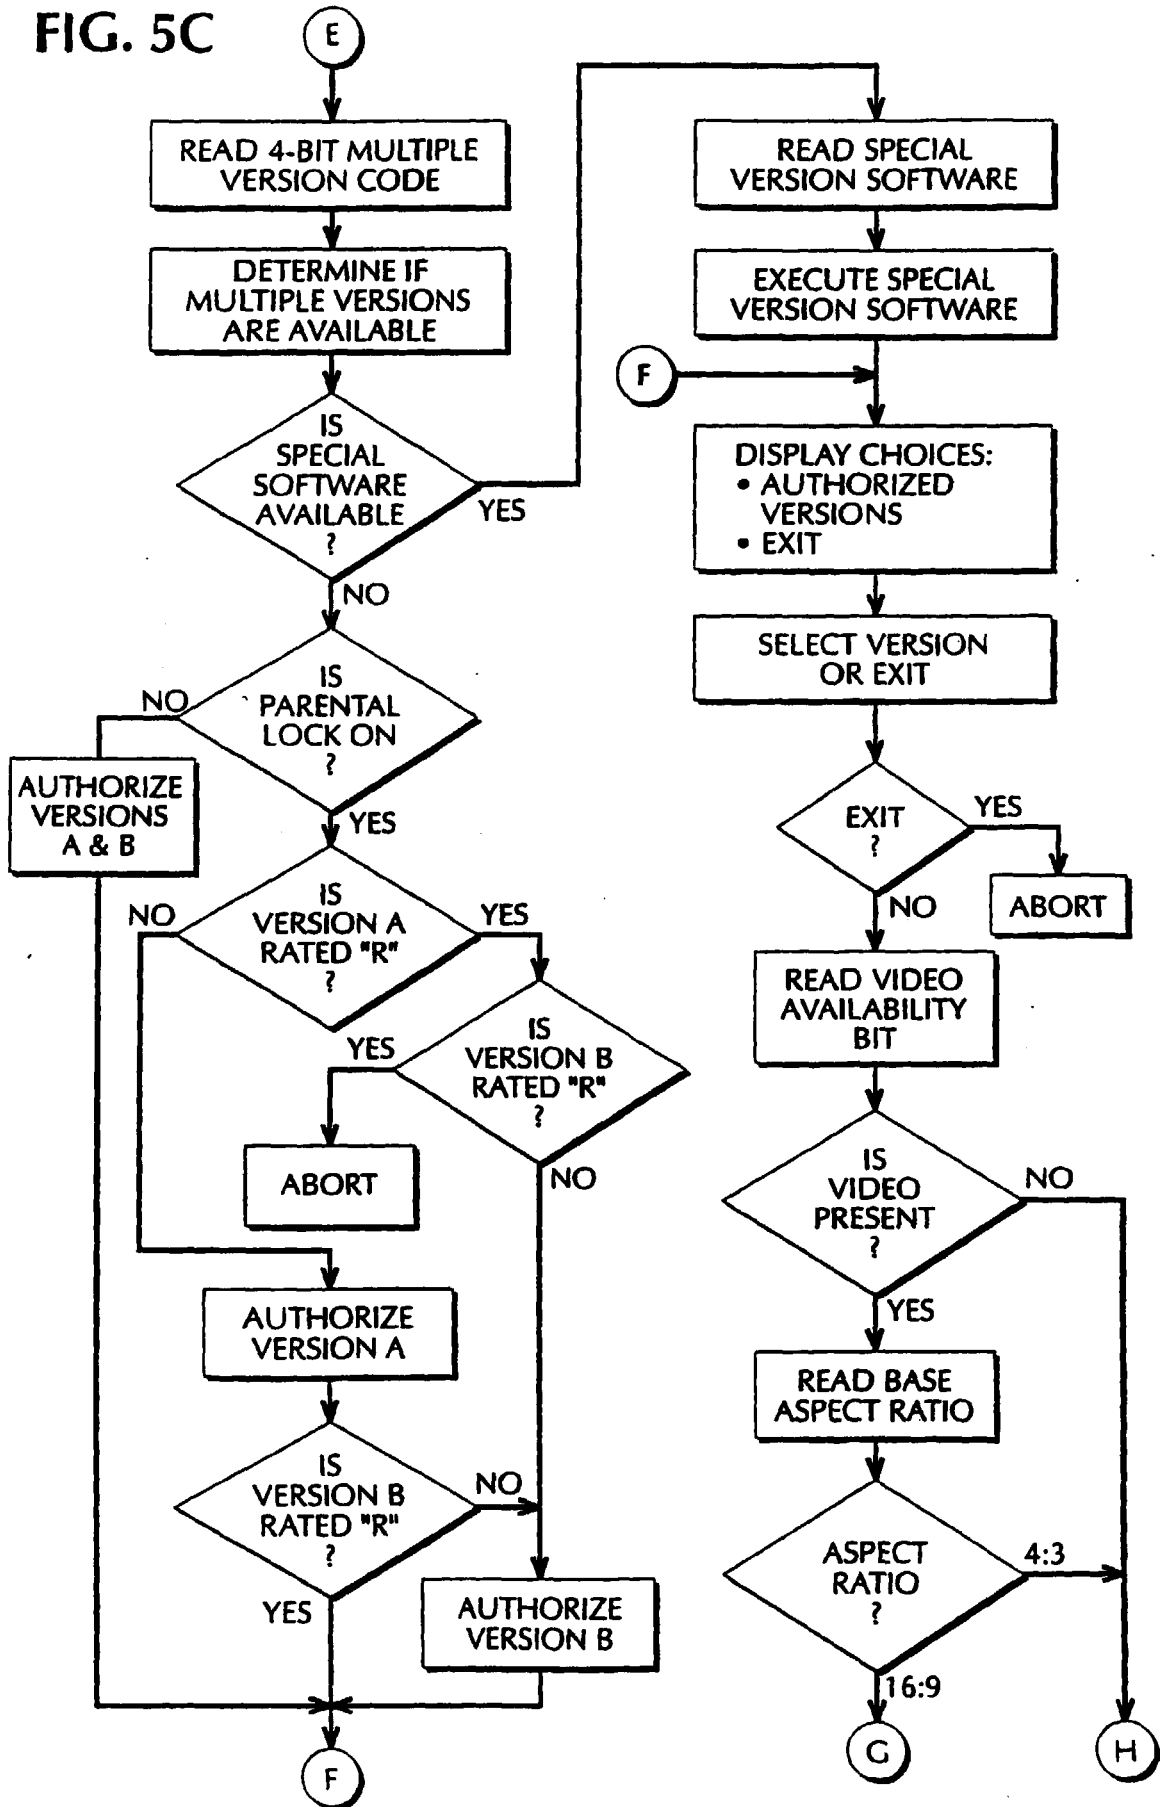 FIG. 5C
E
READ 4-BIT MULTIPLE
VERSION CODE
DETERMINE IF
MULTIPLE VERSIONS
ARE AVAILABLE
IS
SPECIAL
SOFTWARE
AVAILABLE
?
YES
NO
IS
PARENTAL
LOCK ON
?
NO
AUTHORIZE
VERSIONS
A & B
YES
IS
VERSION A
RATED "R"
?
NO
YES
IS
VERSION B
RATED "R"
?
YES
ABORT
NO
AUTHORIZE
VERSION A
IS
VERSION B
RATED "R"
?
NO
YES
AUTHORIZE
VERSION B
F
READ SPECIAL
VERSION SOFTWARE
EXECUTE SPECIAL
VERSION SOFTWARE
F
DISPLAY CHOICES:
• AUTHORIZED
VERSIONS
• EXIT
SELECT VERSION
OR EXIT
EXIT
?
YES
ABORT
NO
READ VIDEO
AVAILABILITY
BIT
IS
VIDEO
PRESENT
?
NO
YES
READ BASE
ASPECT RATIO
ASPECT
RATIO
?
4:3
16:9
G
H